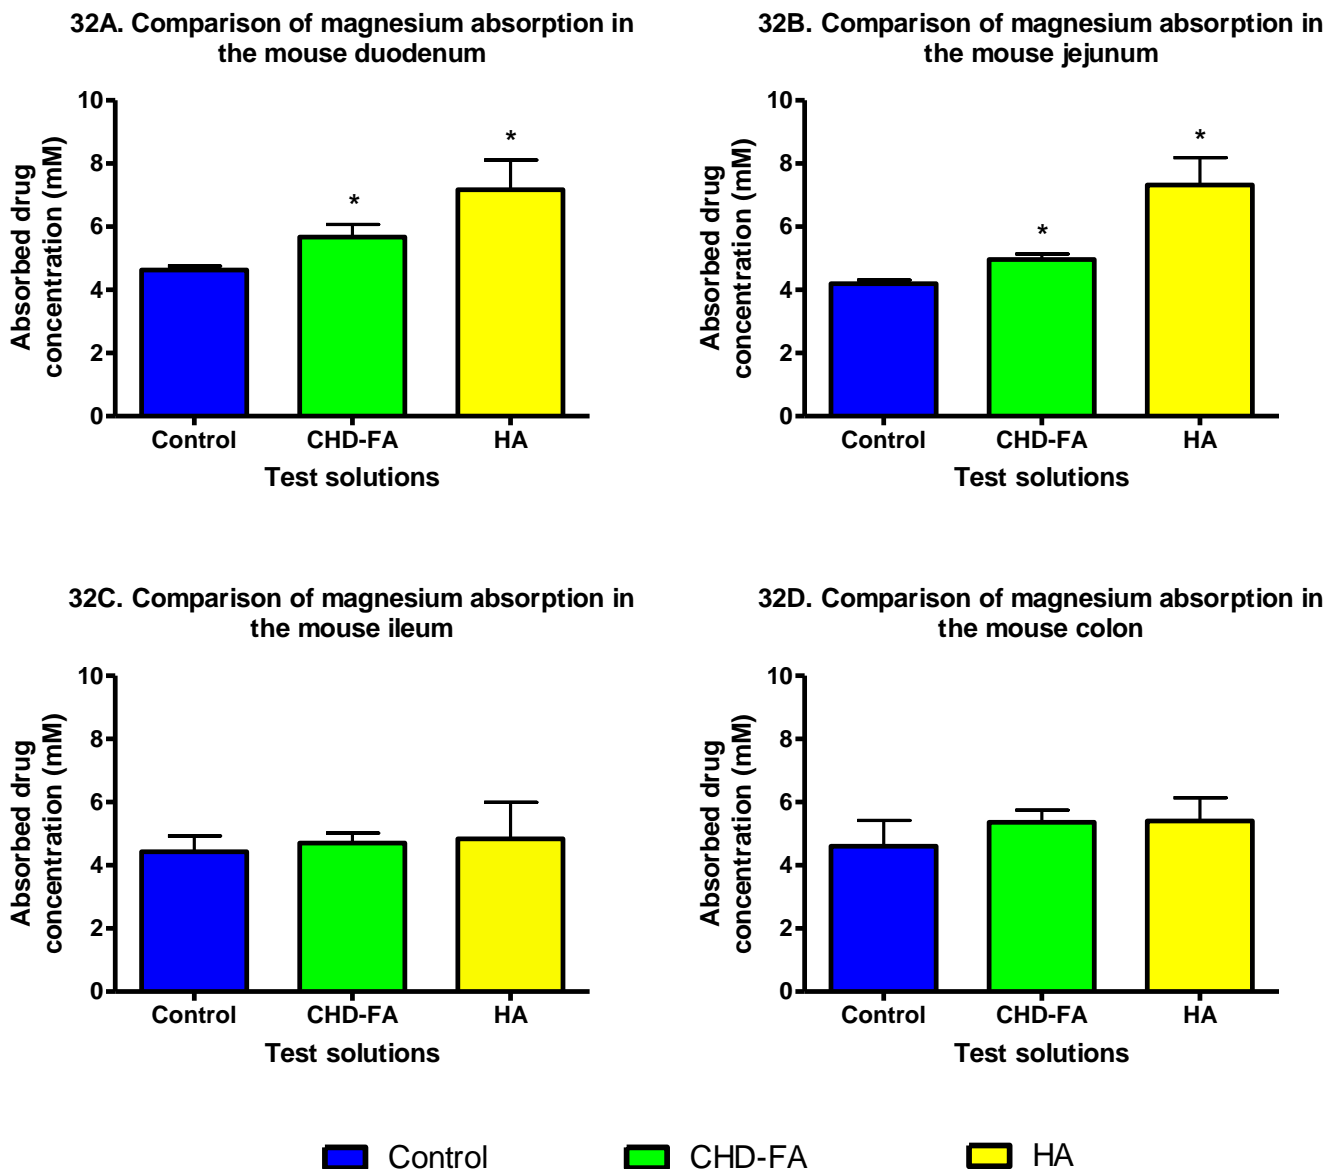 32A. Comparison of magnesium absorption in
the mouse duodenum
Absorbed drug
concentration (mM)
10
8
6
4
2
0
*
*
Control CHD-FA HA
Test solutions
32B. Comparison of magnesium absorption in
the mouse jejunum
Absorbed drug
concentration (mM)
10
8
6
4
2
0
*
*
Control CHD-FA HA
Test solutions
32C. Comparison of magnesium absorption in
the mouse ileum
Absorbed drug
concentration (mM)
10
8
6
4
2
0
Control CHD-FA HA
Test solutions
32D. Comparison of magnesium absorption in
the mouse colon
Absorbed drug
concentration (mM)
10
8
6
4
2
0
Control CHD-FA HA
Test solutions
Control CHD-FA HA